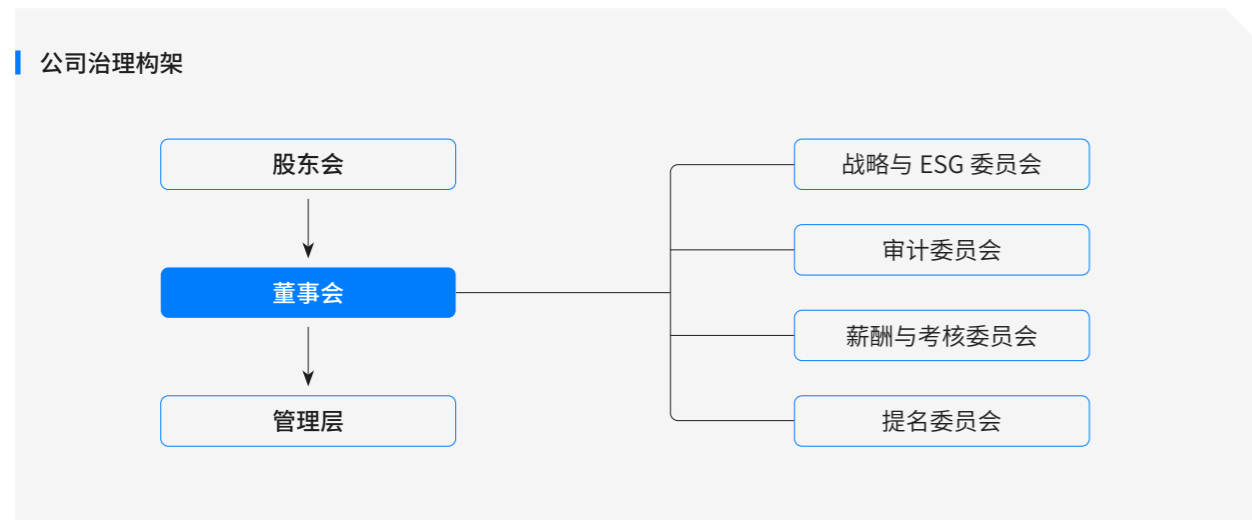 公司治理构架
股东会
董事会
管理层
战略与 ESG 委员会
审计委员会
薪酬与考核委员会
提名委员会